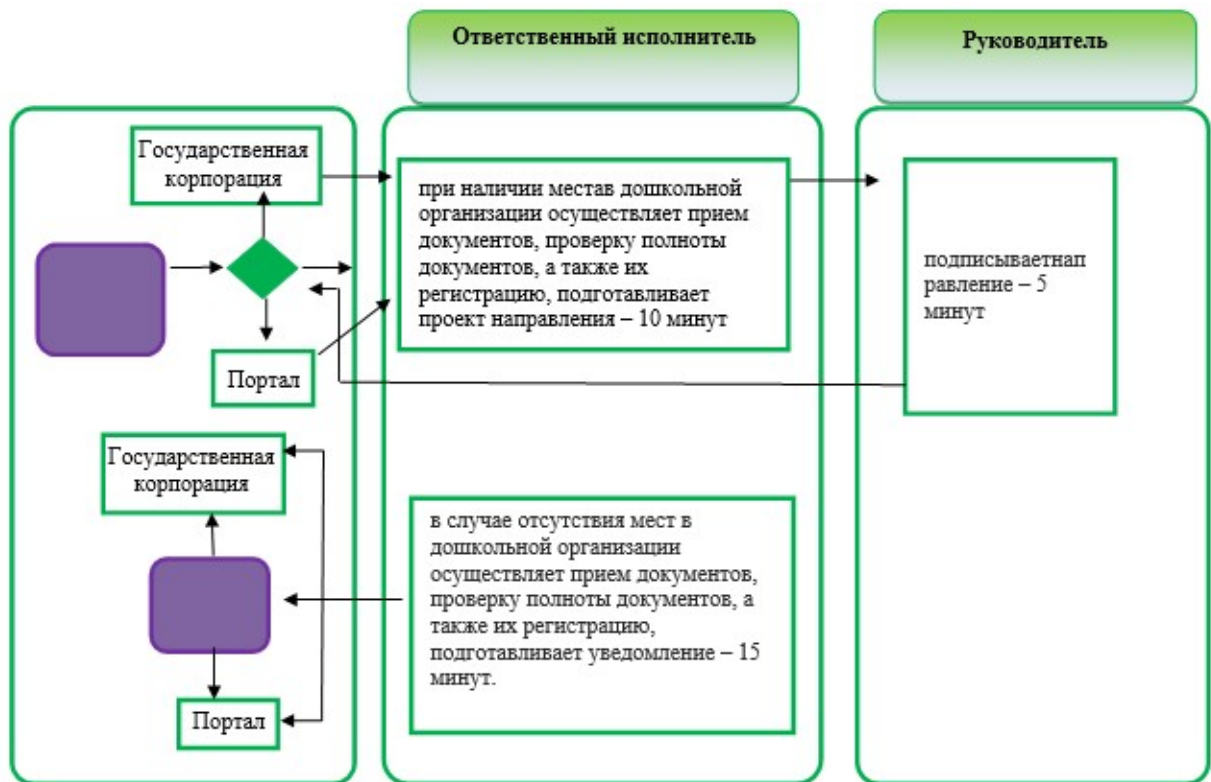 Ответственный исполнитель
Руководитель
Государственная
корпорация
при наличии местав дошкольной
организации осуществляет прием
документов, проверку полноты
документов, а также их
регистрацию, подготавливает
проект направления – 10 минут
подписываетнап
равление – 5
минут
Портал
Государственная
корпорация
в случае отсутствия мест в
дошкольной организации
осуществляет прием документов,
проверку полноты документов, а
также их регистрацию,
подготавливает уведомление – 15
минут.
Портал